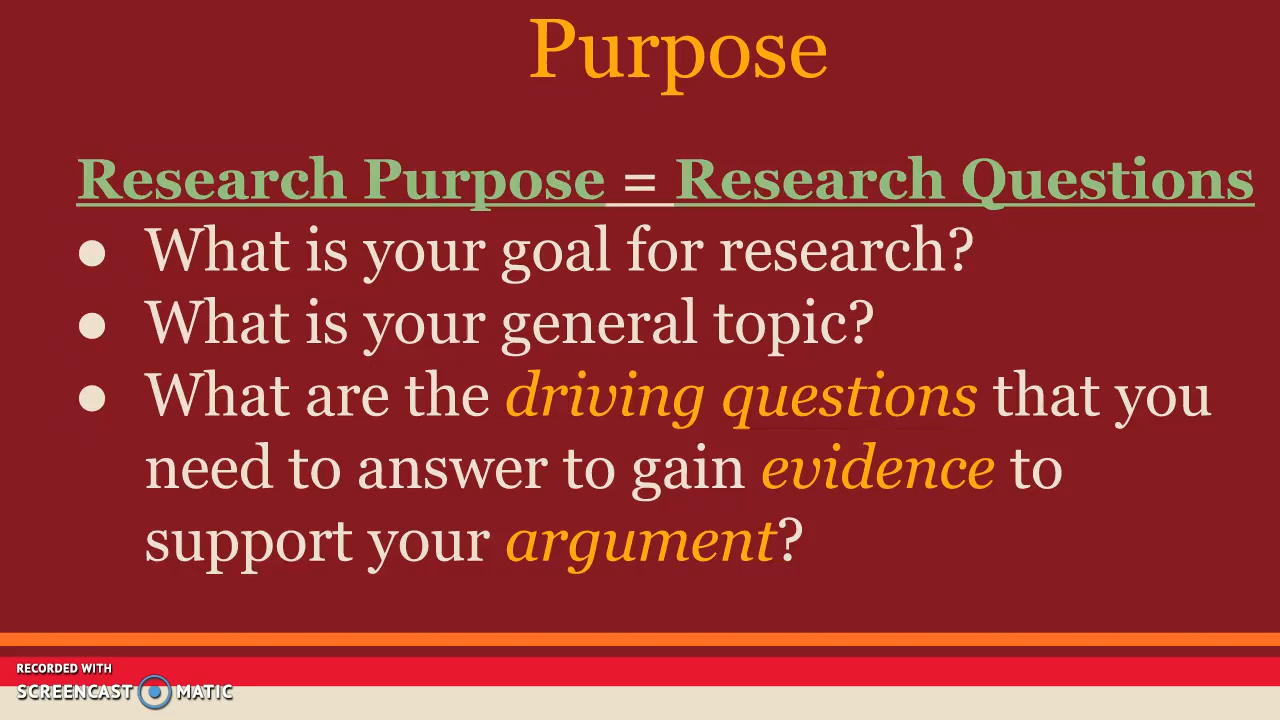 Purpose
Research Purpose = Research Questions
● What is your goal for research?
● What is your general topic?
● What are the driving questions that you
need to answer to gain evidence to
support your argument?
RECORDED WITH
SCREENCAST MATIC